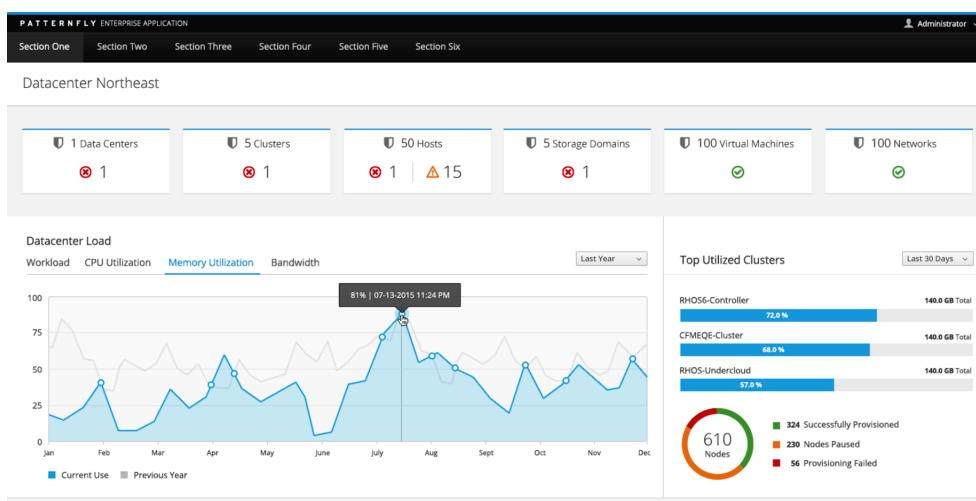 PATTERNFLY ENTERPRISE APPLICATION
Administrator
Section One Section Two Section Three Section Four Section Five Section Six
Datacenter Northeast
1 Data Centers
1
5 Clusters
1
50 Hosts
1 15
5 Storage Domains
1
100 Virtual Machines
100 Networks
Datacenter Load
Workload CPU Utilization Memory Utilization Bandwidth
Last Year
81% | 07-13-2015 11:24 PM
100
75
50
25
0
Jan Feb Mar Apr May June July Aug Sept Oct Nov Dec
Current Use Previous Year
Top Utilized Clusters
Last 30 Days
RHOS6-Controller 140.0 GB Total
72.0 %
CFMEQE-Cluster 140.0 GB Total
68.0 %
RHOS-Undercloud 140.0 GB Total
57.0 %
610
Nodes
324 Successfully Provisioned
230 Nodes Paused
56 Provisioning Failed